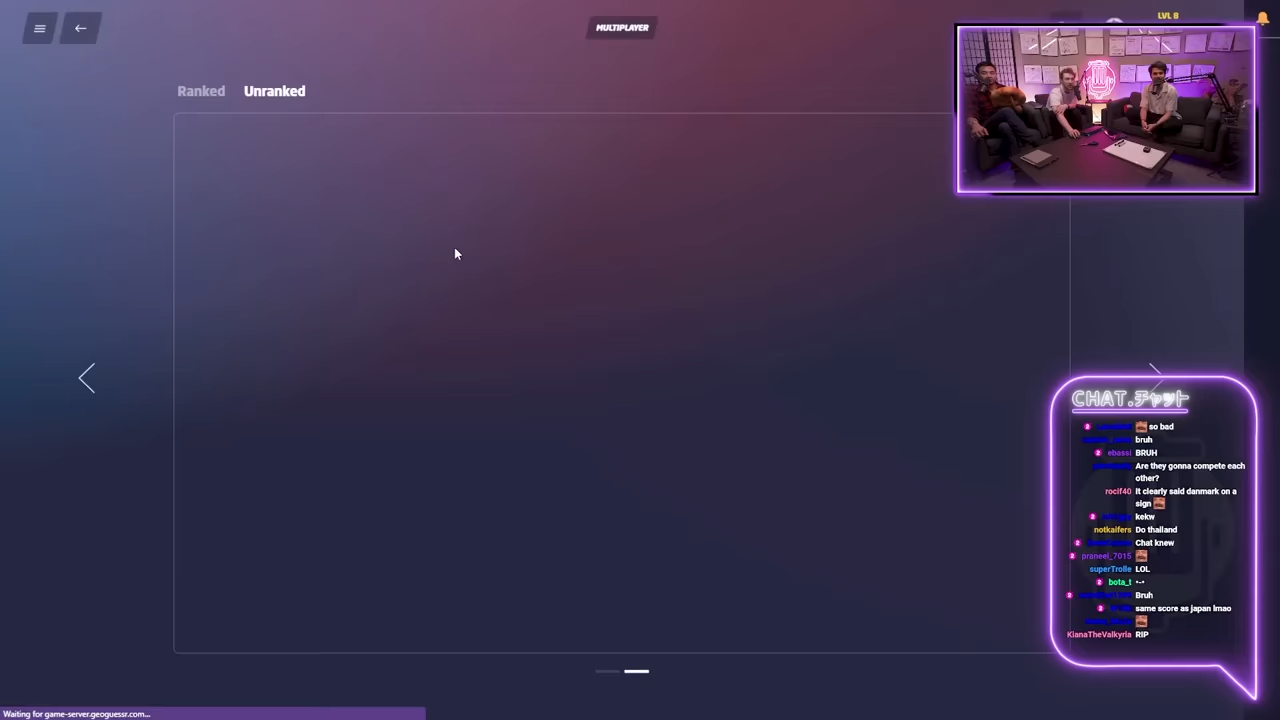 LVL 8
MULTIPLAYER
Ranked Unranked
CHAT.チャット
so bad
bruh
ebassi BRUH
Are they gonna compete each
other?
rocif40 It clearly said danmark on a
sign
kekw
notkaifers Do thailand
Chat knew
praneel_7015
superTrolle LOL
bota_t •-•
Bruh
same score as japan lmao
KianaTheValkyria RIP
Waiting for game-server.geoguessr.com...